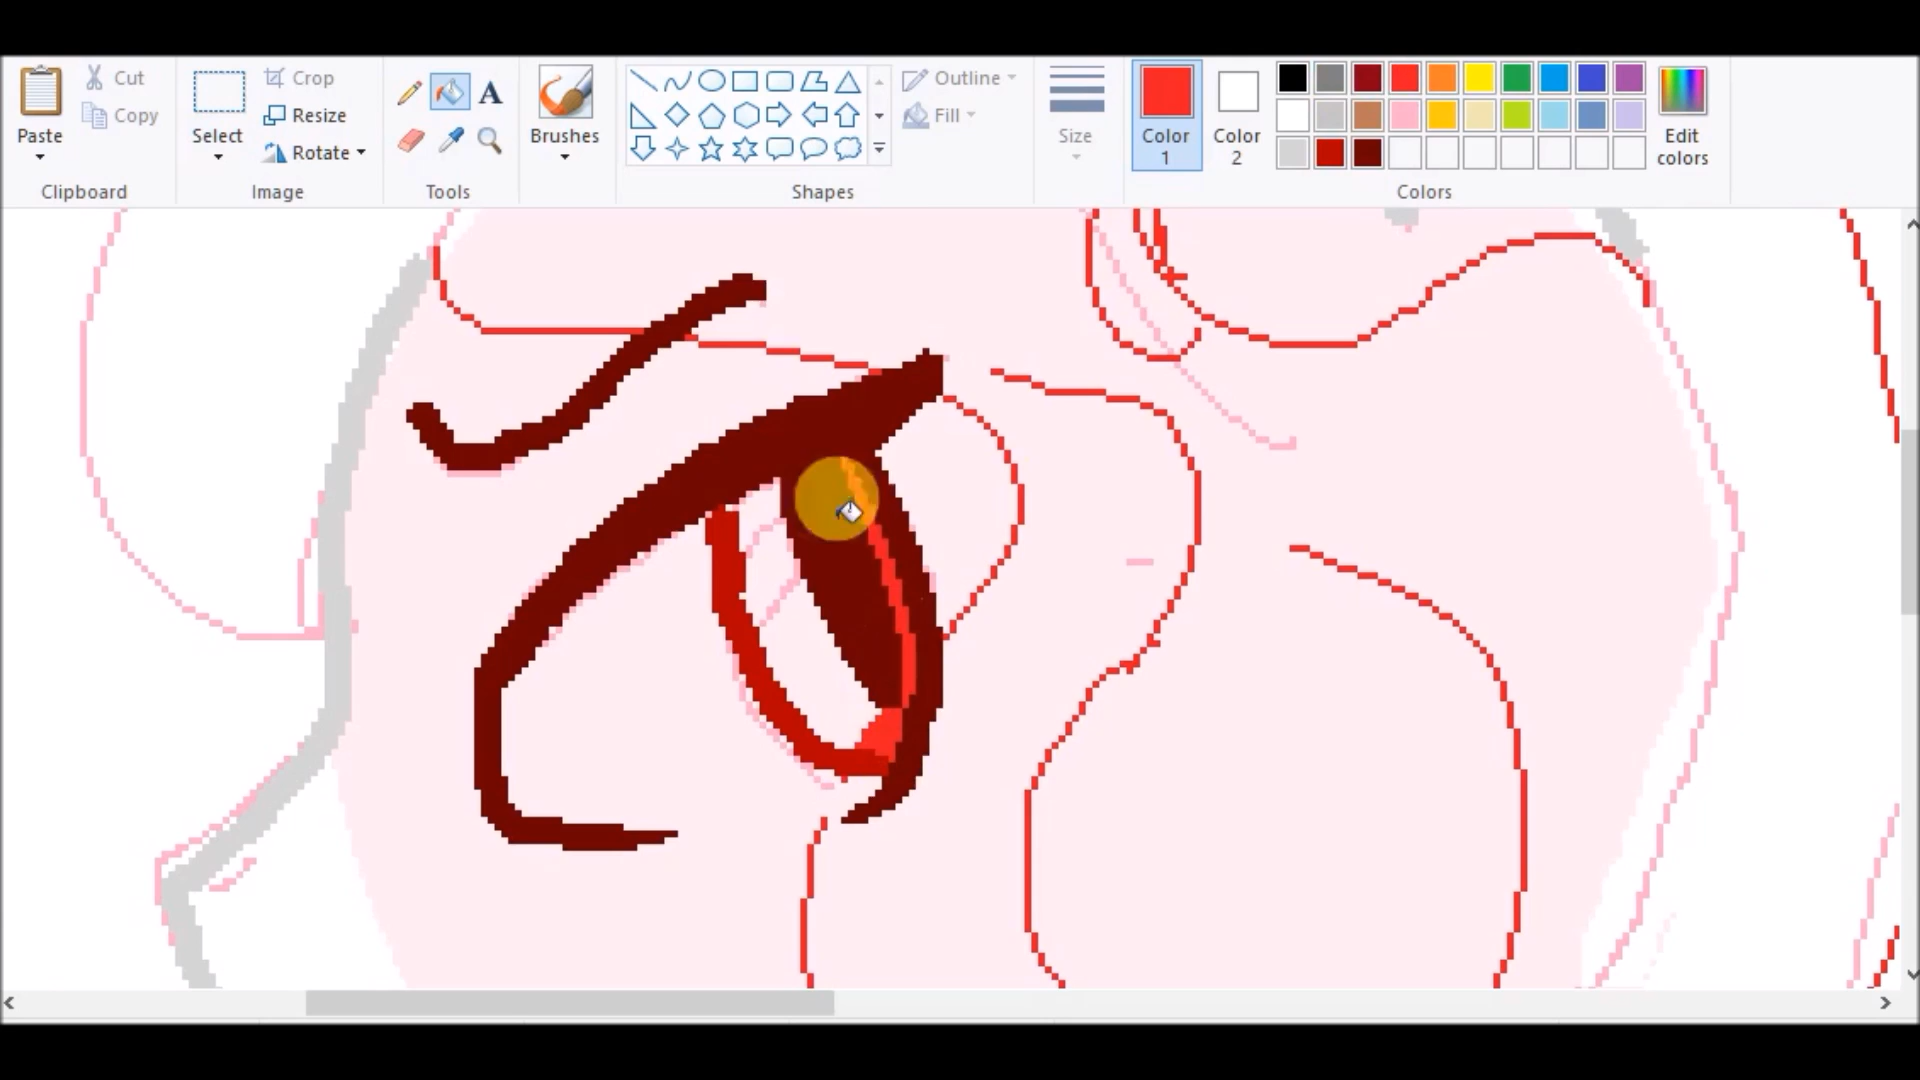 Paste
Cut
Copy
Clipboard
Select
Crop
Resize
Rotate
Image
A
Tools
Brushes
Shapes
Outline
Fill
Size
Color
1
Color
2
Edit
colors
Colors